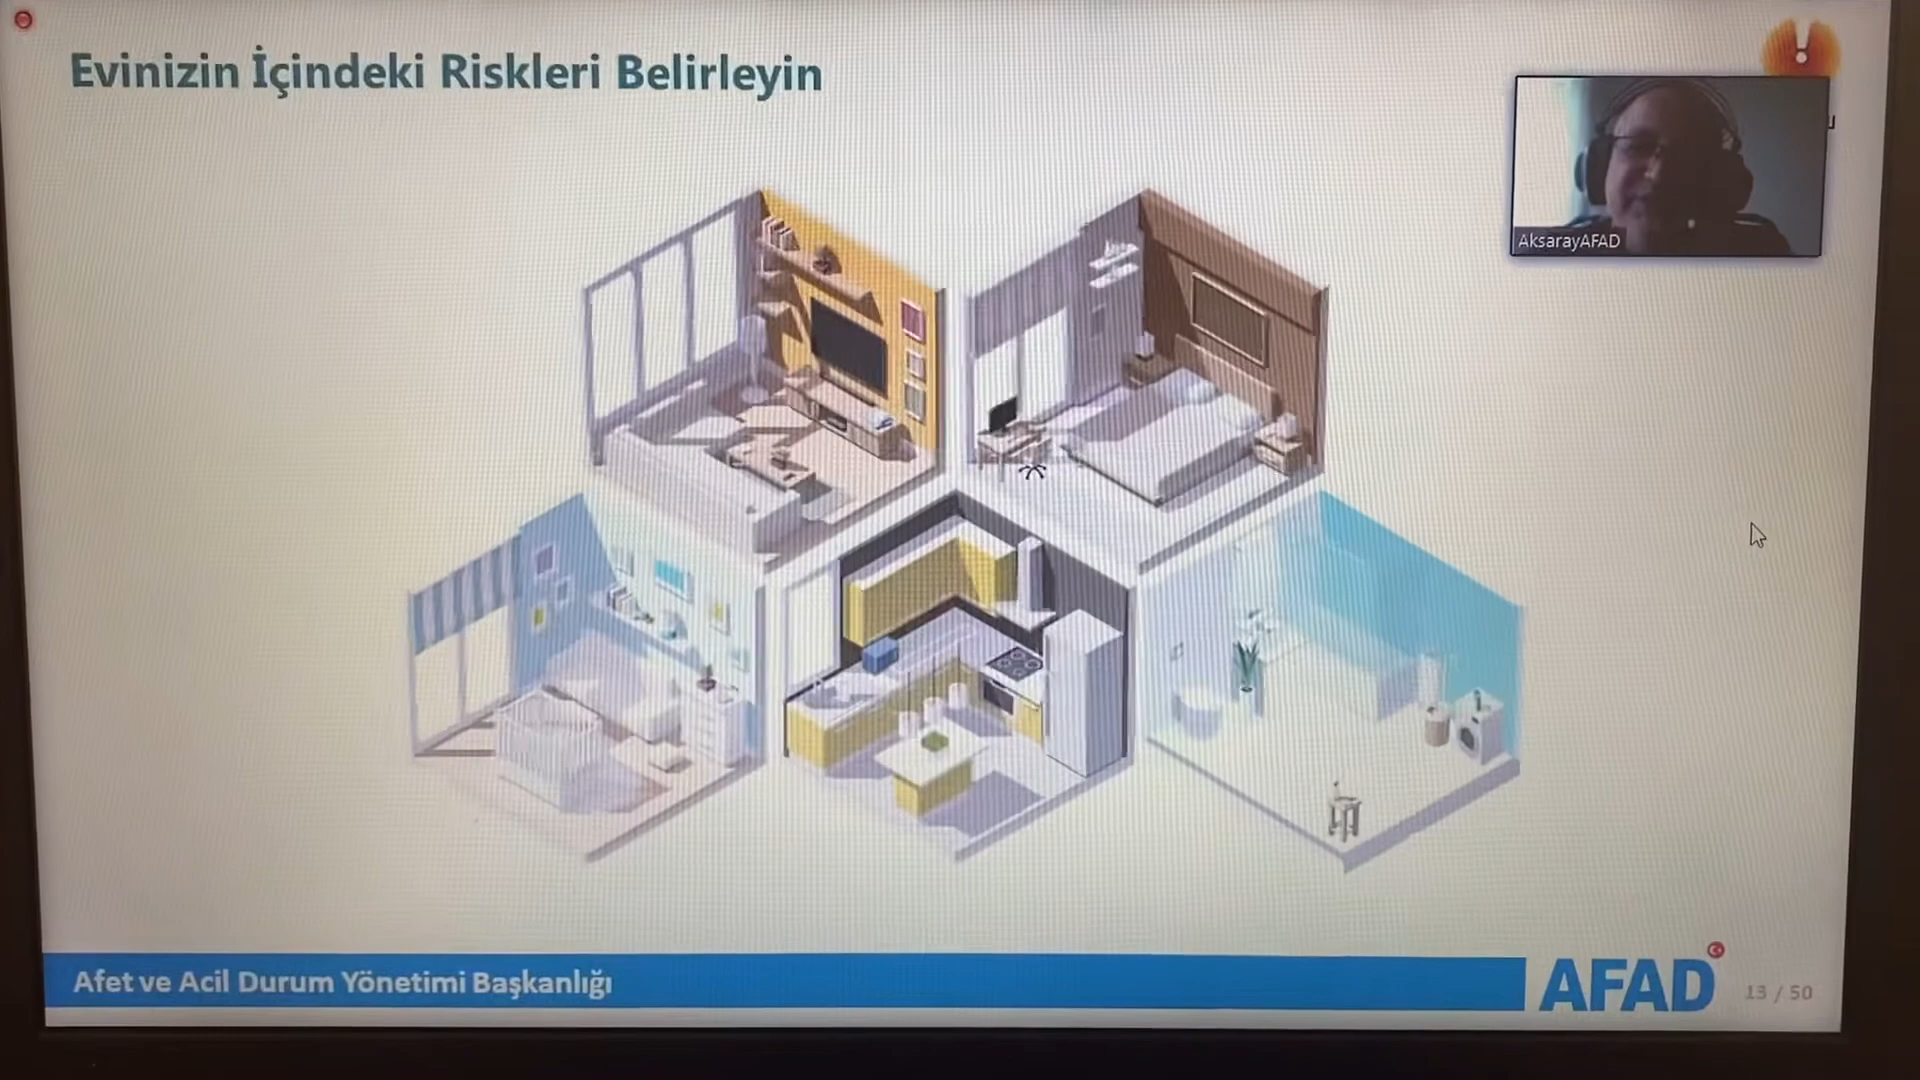 Evinizin İçindeki Riskleri Belirleyin
AksarayAFAD
Afet ve Acil Durum Yönetimi Başkanlığı
AFAD
13 / 50